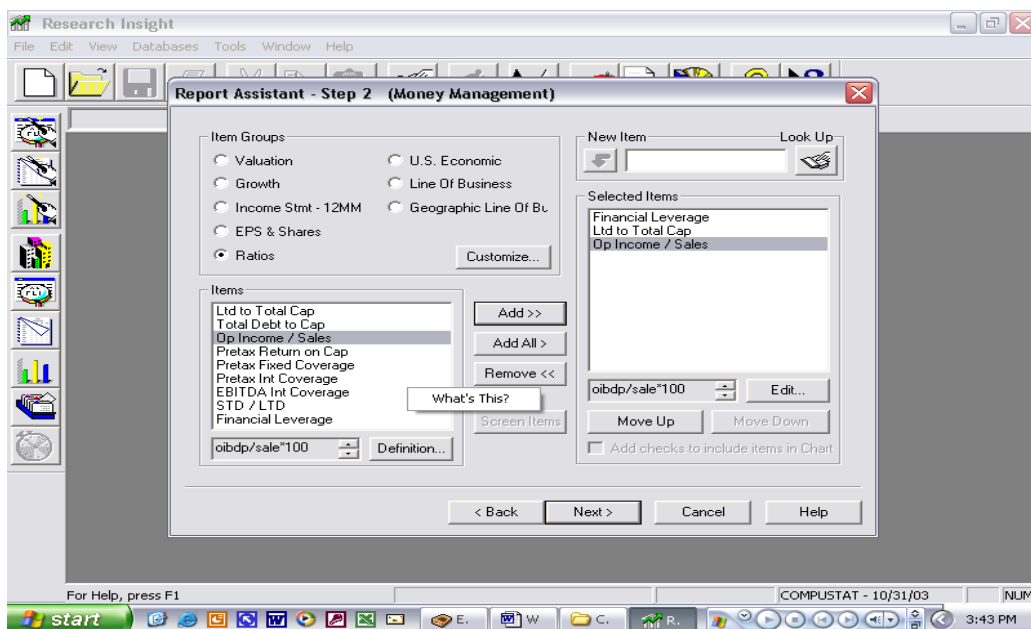 Research Insight
File Edit View Databases Tools Window Help
Report Assistant - Step 2 (Money Management)
Item Groups
Valuation
U.S. Economic
Growth
Line Of Business
Income Stmt - 12MM
Geographic Line Of Bu
EPS & Shares
Ratios
Customize...
New Item
Look Up
Selected Items
Financial Leverage
Ltd to Total Cap
Op Income / Sales
Items
Ltd to Total Cap
Total Debt to Cap
Op Income / Sales
Pretax Return on Cap
Pretax Fixed Coverage
Pretax Int Coverage
EBITDA Int Coverage
STD / LTD
Financial Leverage
Add >>
Add All >
Remove <<
What's This?
Screen Items
oibdp/sale*100
Definition...
oibdp/sale*100
Edit...
Move Up
Move Down
Add checks to include items in Chart
< Back
Next >
Cancel
Help
For Help, press F1
COMPUSTAT - 10/31/03
NUM
start
E.
W
C.
R.
3:43 PM